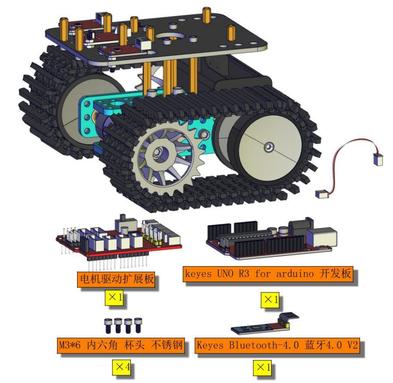 电机驱动扩展板
×1
keyes UNO R3 for arduino 开发板
×1
M3*6 内六角 杯头 不锈钢
×4
Keyes Bluetooth-4.0 蓝牙4.0 V2
×1